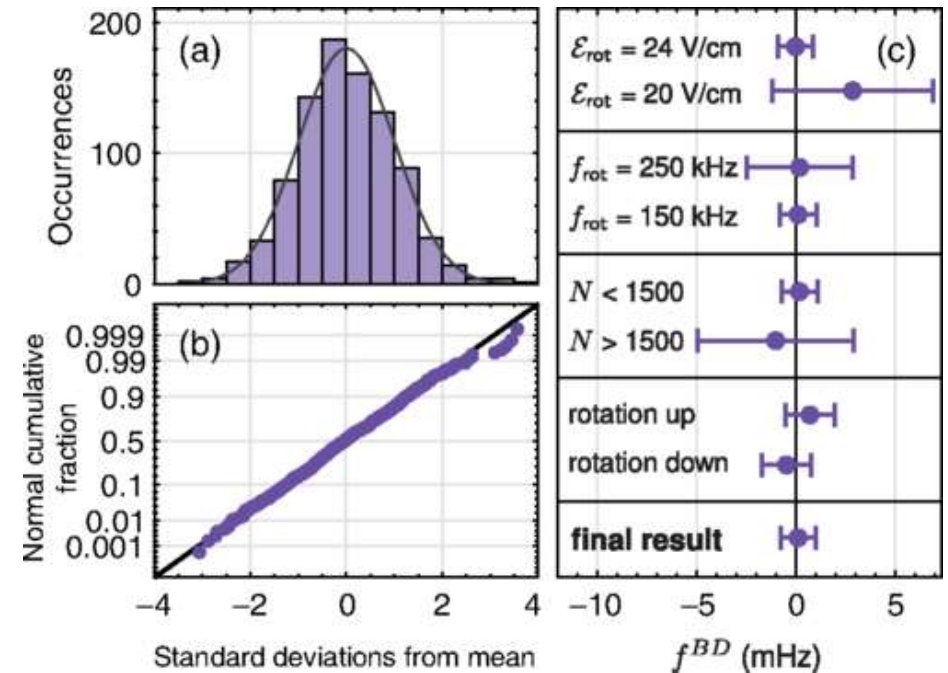 (a)
200
100
0
Occurrences
(b)
0.999
0.99
0.9
0.5
0.1
0.01
0.001
Normal cumulative
fraction
−4 −2 0 2 4
Standard deviations from mean
(c)
ℰrot = 24 V/cm
ℰrot = 20 V/cm
frot = 250 kHz
frot = 150 kHz
N < 1500
N > 1500
rotation up
rotation down
final result
−10 −5 0 5
f^BD (mHz)